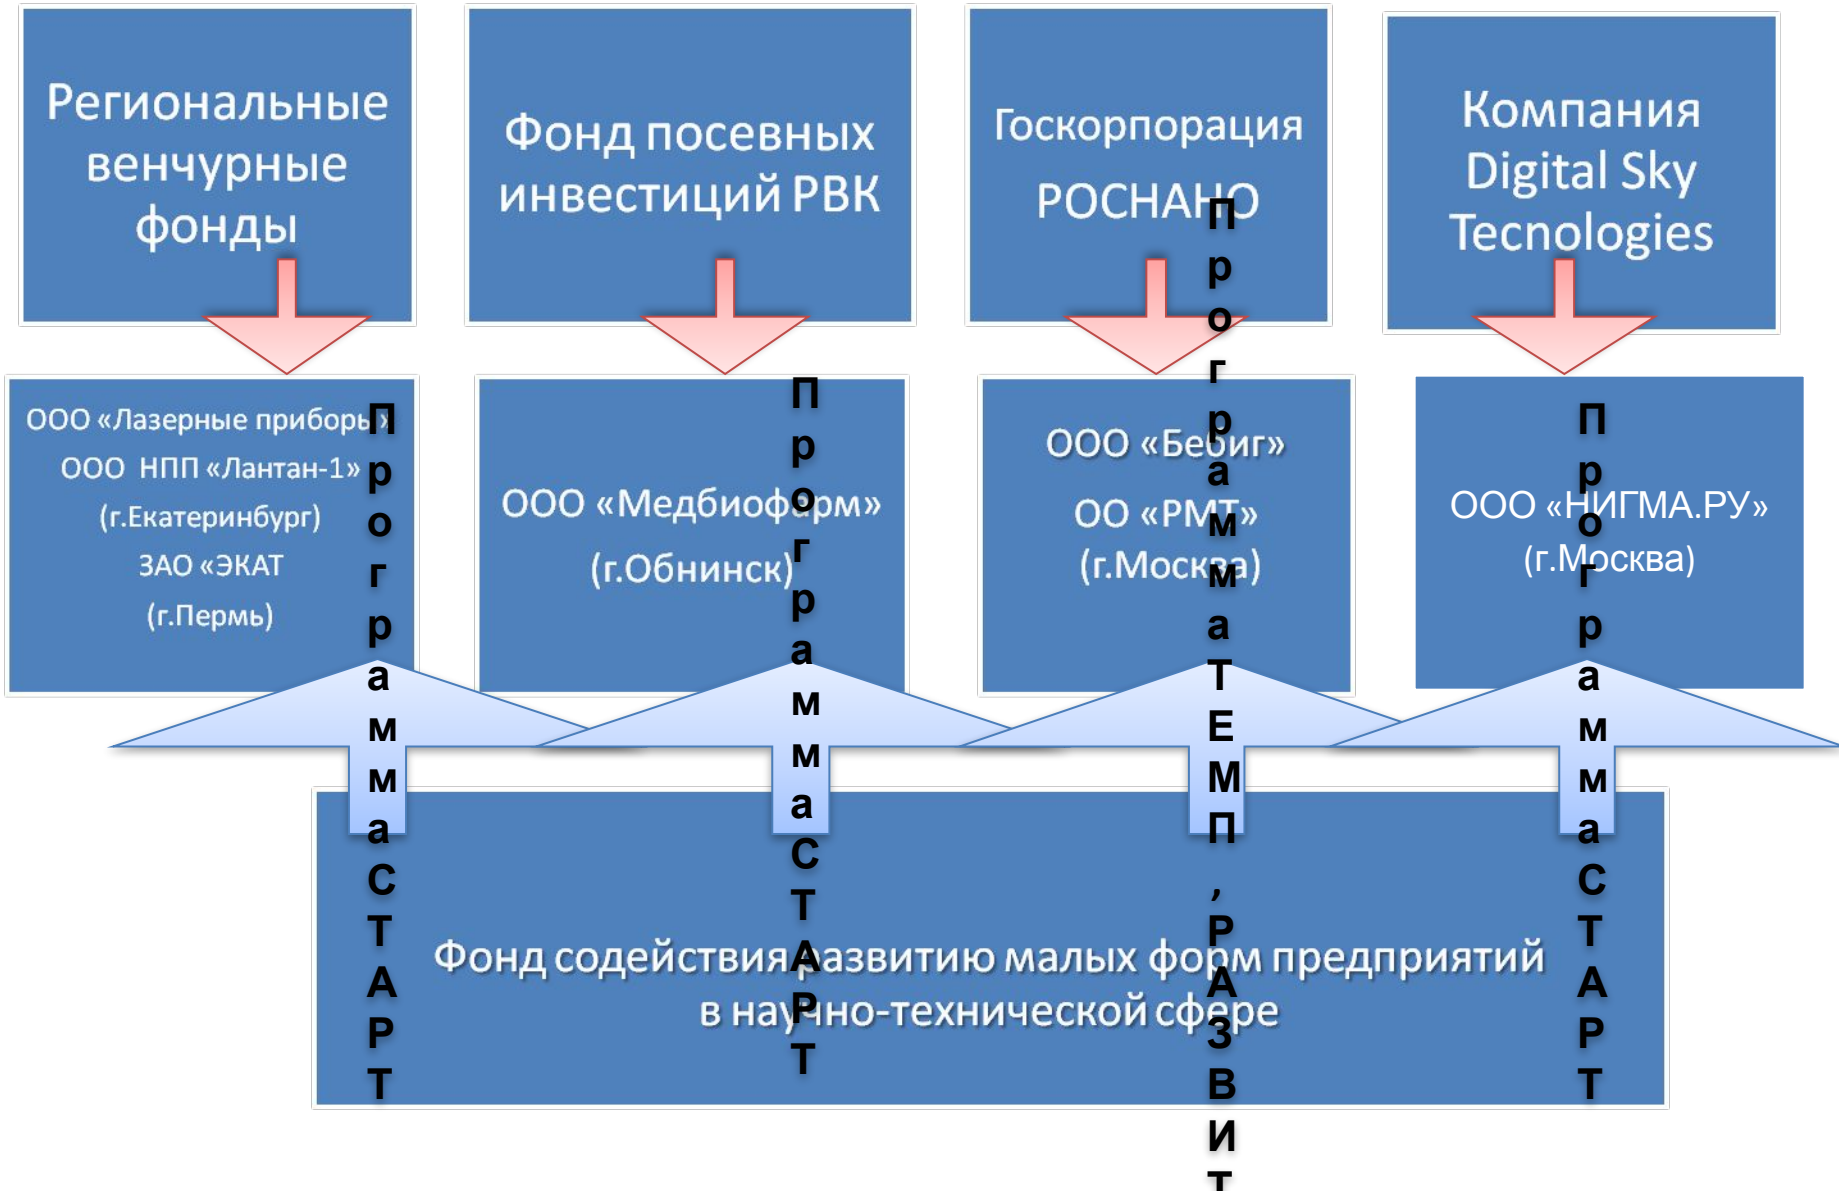 Региональные
венчурные
фонды
Фонд посевных
инвестиций РВК
Госкорпорация
РОСНАНО
Компания
Digital Sky
Tecnologies
ООО «Лазерные приборы»
ООО НПП «Лантан-1»
(г.Екатеринбург)
ЗАО «ЭКАТ
(г.Пермь)
ООО «Медбиофарм»
(г.Обнинск)
ООО «Бебиг»
ОО «РМТ»
(г.Москва)
ООО «НИГМА.РУ»
(г.Москва)
Программа СТАРТ
Программа СТАРТ
Программа ТЕМП, РАЗВИТ
Программа СТАРТ
Фонд содействия развитию малых форм предприятий
в научно-технической сфере